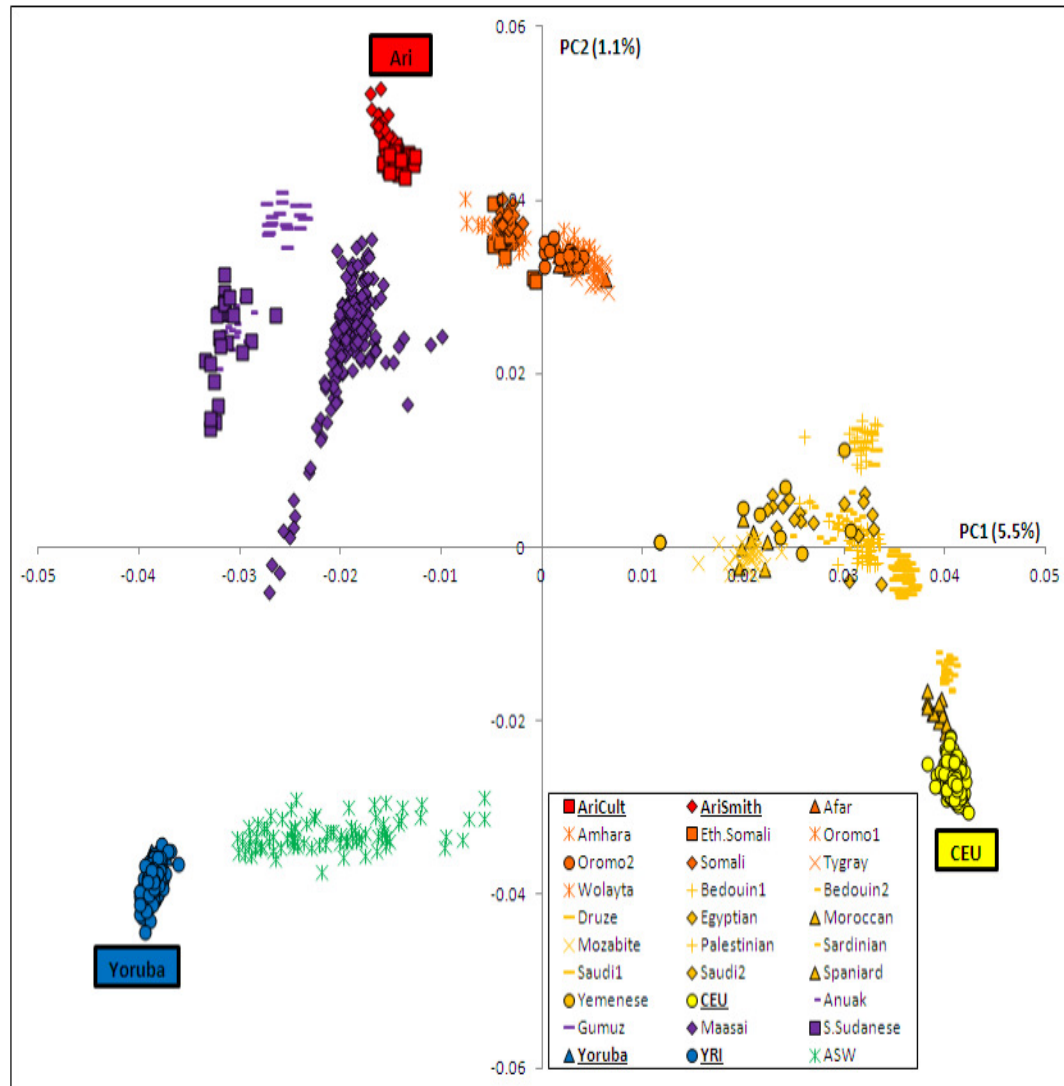 0.06
PC2 (1.1%)
Ari
0.04
0.02
PC1 (5.5%)
-0.05 -0.04 -0.03 -0.02 -0.01 0 0 0.01 0.02 0.03 0.04 0.05
-0.02
CEU
-0.04
Yoruba
-0.06
AriCult AriSmith Afar
Amhara Eth.Somali Oromo1
Oromo2 Somali Tygray
Wolayta Bedouin1 Bedouin2
Druze Egyptian Moroccan
Mozabite Palestinian Sardinian
Saudi1 Saudi2 Spaniard
Yemenese CEU Anuak
Gumuz Maasai S.Sudanese
Yoruba YRI ASW